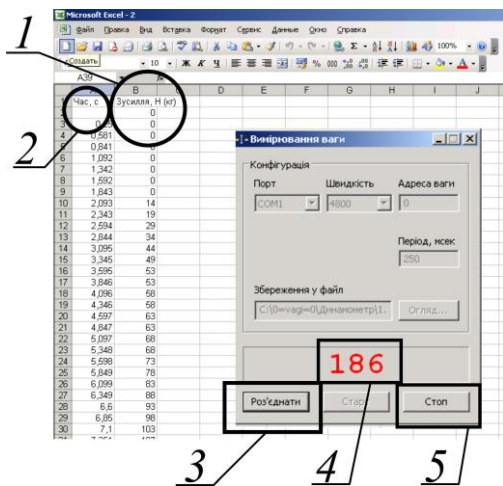 Microsoft Excel - 2
Файл Правка Вид Вставка Формат Сервис Данные Окно Справка
100%
Создать
10 Ж К Ч
A39
A B C D E F G H I J
1 Час, с Зусилля, Н (кг)
0
3 0
4 0,581 0
5 0,841 0
6 1,092 0
7 1,342 0
8 1,592 0
9 1,843 0
10 2,093 14
11 2,343 19
12 2,594 29
13 2,844 34
14 3,095 44
15 3,345 49
16 3,595 53
17 3,846 53
18 4,096 58
19 4,346 58
20 4,597 63
21 4,847 63
22 5,097 68
23 5,348 68
24 5,598 73
25 5,849 78
26 6,099 83
27 6,349 88
28 6,6 93
29 6,85 98
30 7,1 103
Вимірювання ваги
Конфігурація
Порт Швидкість Адреса ваги
COM1 4800 0
Період, мсек
250
Збереження у файл
C:\0=vagi=0\Динамометр\1. Огляд...
186
Роз'єднати Старт Стоп
1
2
3 4 5